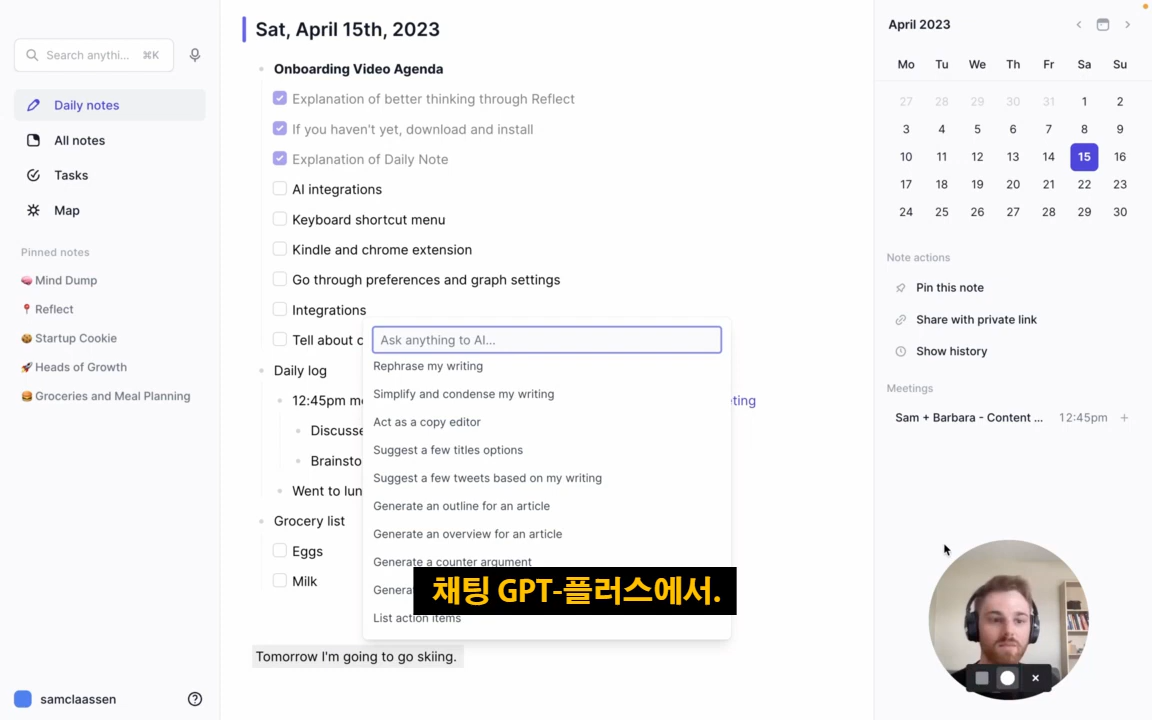 Search anythi... ⌘K
Daily notes
All notes
Tasks
Map
Pinned notes
🧠 Mind Dump
📍 Reflect
🍪 Startup Cookie
🚀 Heads of Growth
🍔 Groceries and Meal Planning
samclaassen
Sat, April 15th, 2023
Onboarding Video Agenda
Explanation of better thinking through Reflect
If you haven't yet, download and install
Explanation of Daily Note
AI integrations
Keyboard shortcut menu
Kindle and chrome extension
Go through preferences and graph settings
Integrations
Tell about
Daily log
12:45pm
Brainsto
Went to lun
Grocery list
Eggs
Milk
Tomorrow I'm going to go skiing.
Ask anything to AI...
Rephrase my writing
Simplify and condense my writing
Act as a copy editor
Suggest a few titles options
Suggest a few tweets based on my writing
Generate an outline for an article
Generate an overview for an article
Generate a counter argument
List action items
채팅 GPT-플러스에서.
April 2023
Mo Tu We Th Fr Sa Su
27 28 29 30 31 1 2
3 4 5 6 7 8 9
10 11 12 13 14 15 16
17 18 19 20 21 22 23
24 25 26 27 28 29 30
Note actions
Pin this note
Share with private link
Show history
Meetings
Sam + Barbara - Content ... 12:45pm +